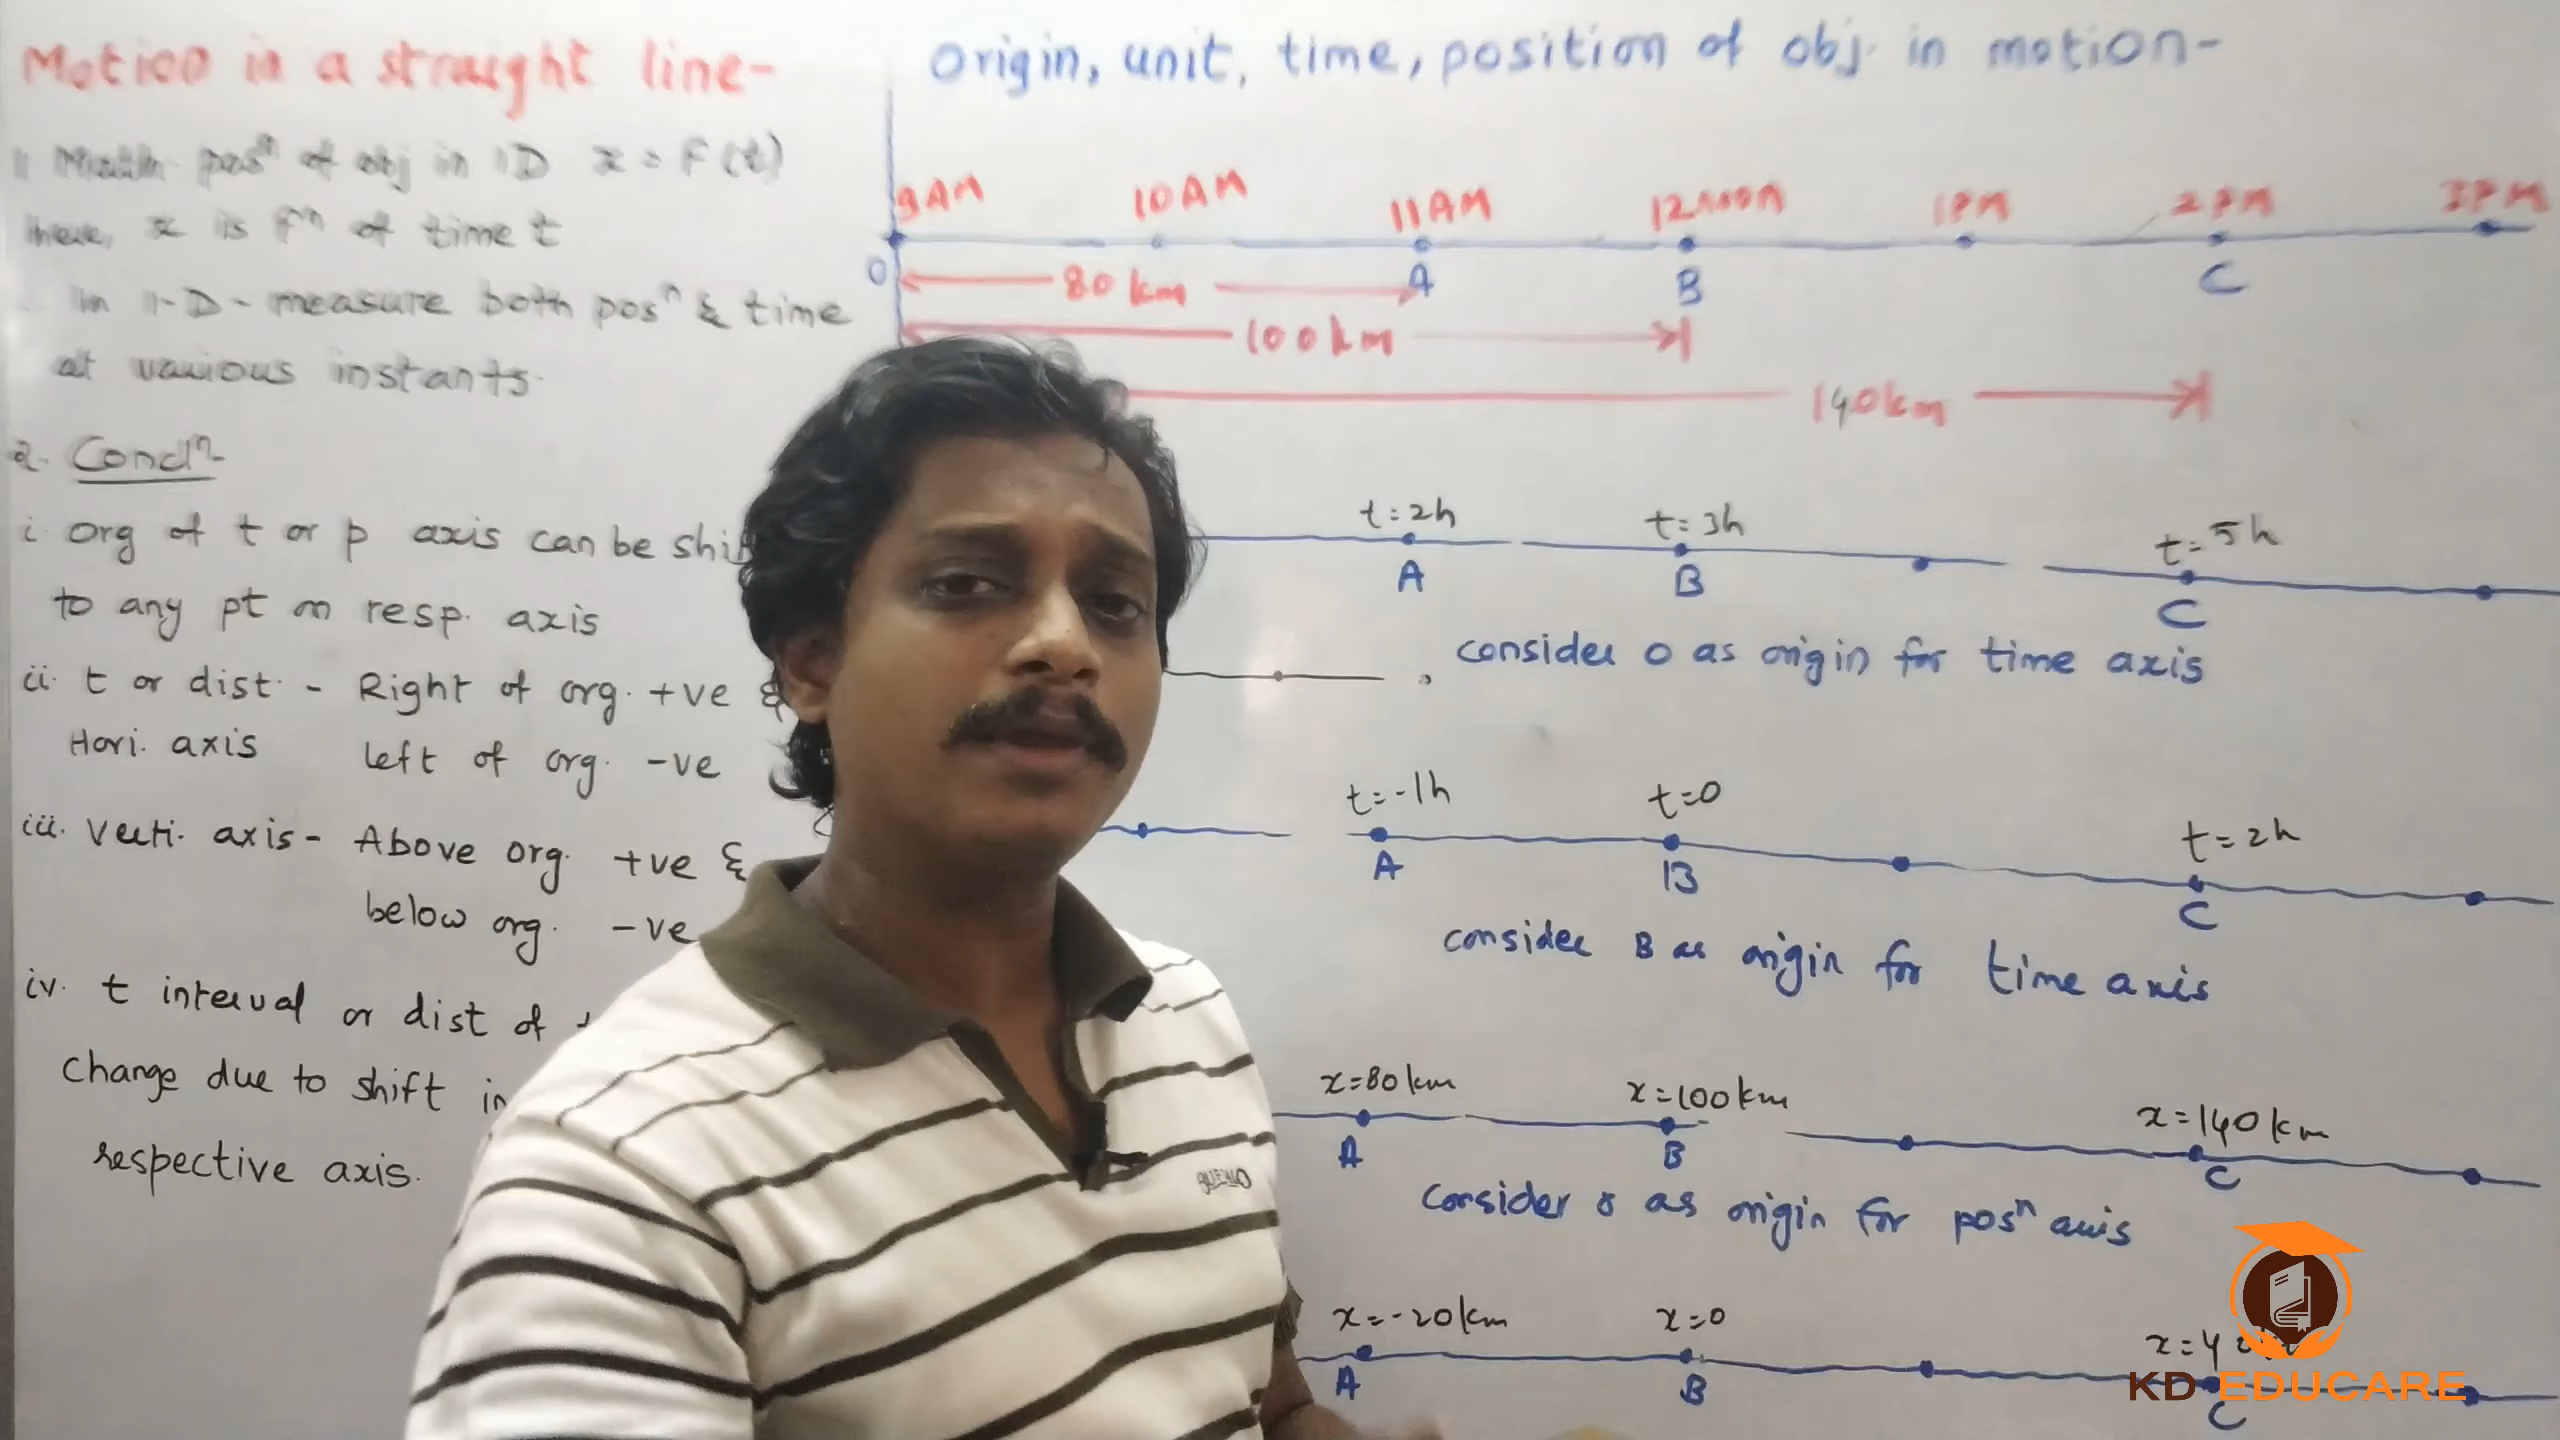 Motion in a straight line-
1 Math posⁿ of obj in 1D x = F(t)
here, x is fⁿ of time t
In 1-D - measure both posⁿ & time
at various instants.
2. Condⁿ
i. Org of t or p axis can be shif
to any pt on resp. axis
ii. t or dist. - Right of org. +ve &
Hori. axis left of org. -ve
iii. Verti. axis - Above org. +ve &
below org. -ve
iv. t interval or dist of
change due to shift in
respective axis.
Origin, unit, time, position of obj. in motion-
9AM 10AM 11AM 12noon 1PM 2PM 3PM
O A B C
80 km
100km
140km
t=2h t=3h t=5h
A B C
consider O as origin for time axis
t=-1h t=0 t=2h
A B C
consider B as origin for time axis
x=80km x=100km x=140km
A B C
Consider O as origin for posⁿ axis
x=-20km x=0 x=4
A B C
GUESTRO
KD EDUCARE